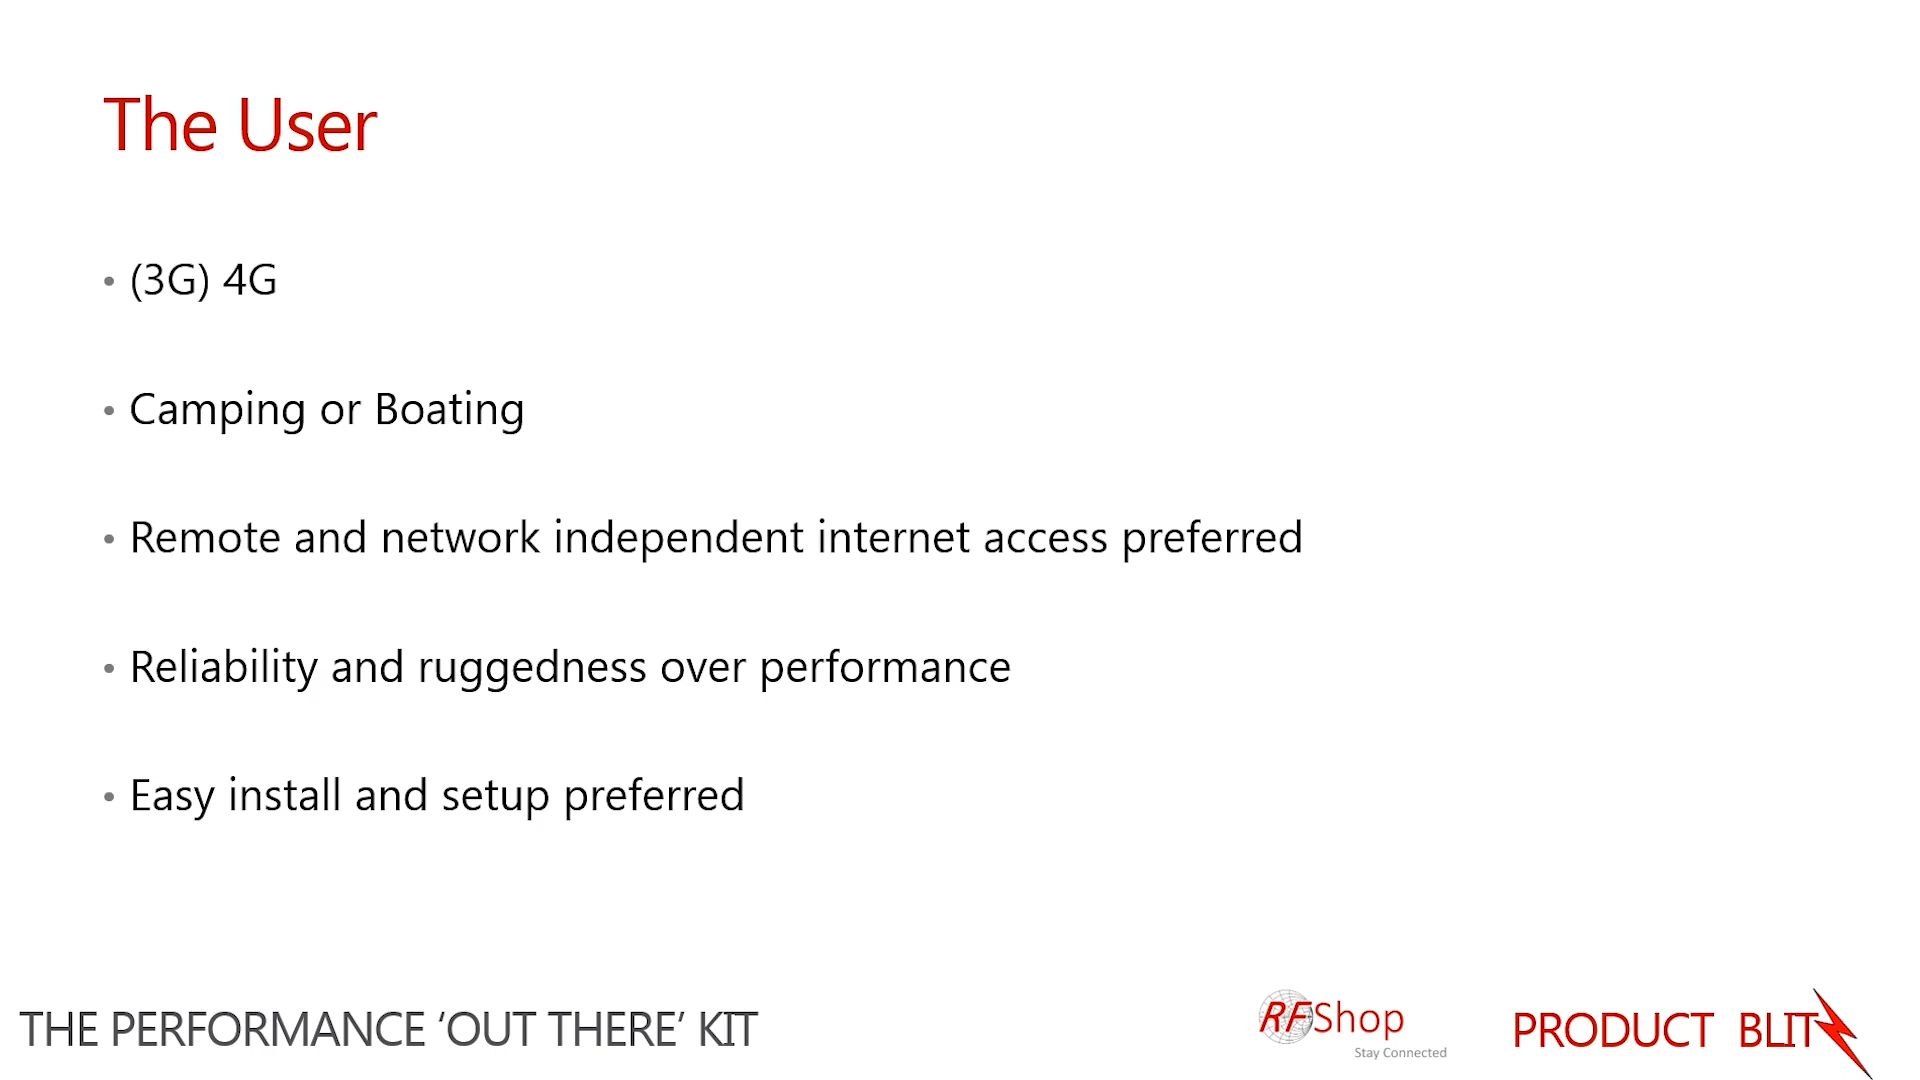 The User
• (3G) 4G
• Camping or Boating
• Remote and network independent internet access preferred
• Reliability and ruggedness over performance
• Easy install and setup preferred
THE PERFORMANCE ‘OUT THERE’ KIT
RFShop
Stay Connected
PRODUCT BLITZ